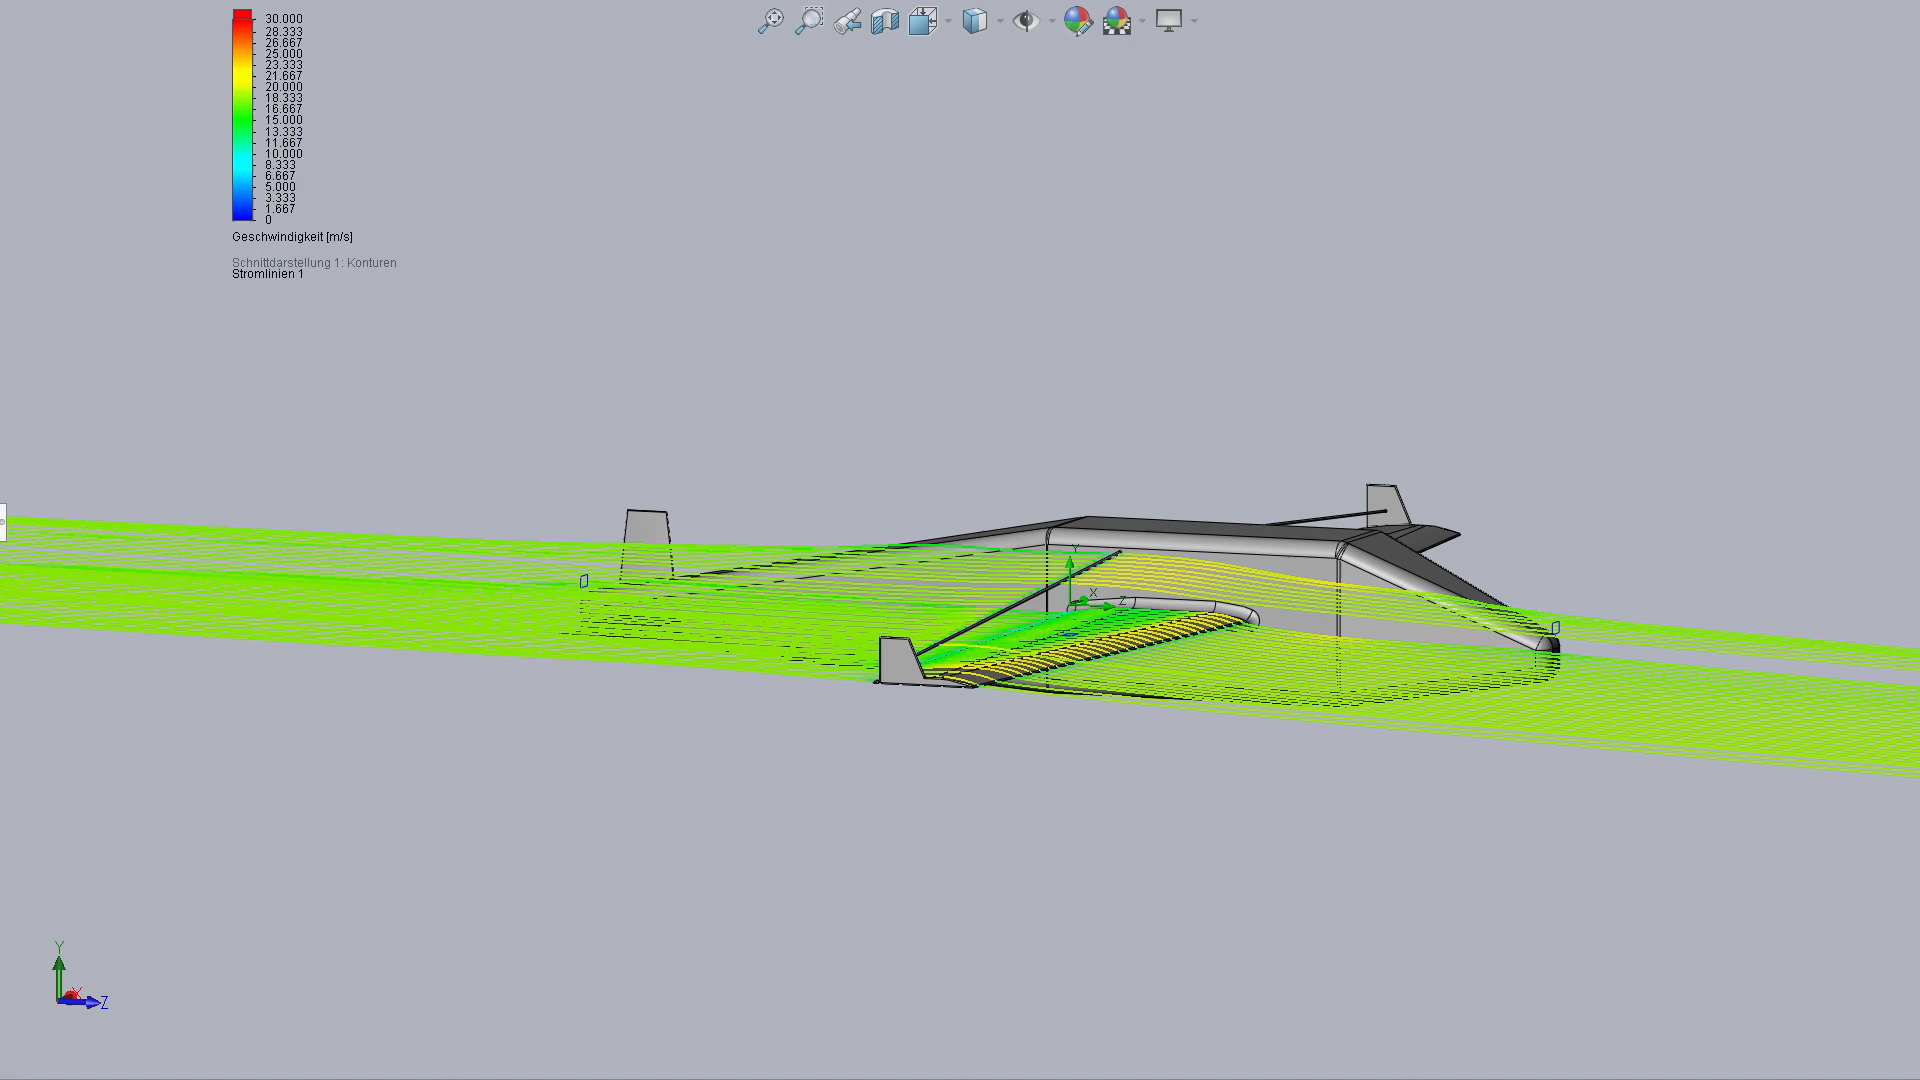 30.000
28.333
26.667
25.000
23.333
21.667
20.000
18.333
16.667
15.000
13.333
11.667
10.000
8.333
6.667
5.000
3.333
1.667
0
Geschwindigkeit [m/s]
Schnittdarstellung 1: Konturen
Stromlinien 1
Y
X
Z
Y
X
Z